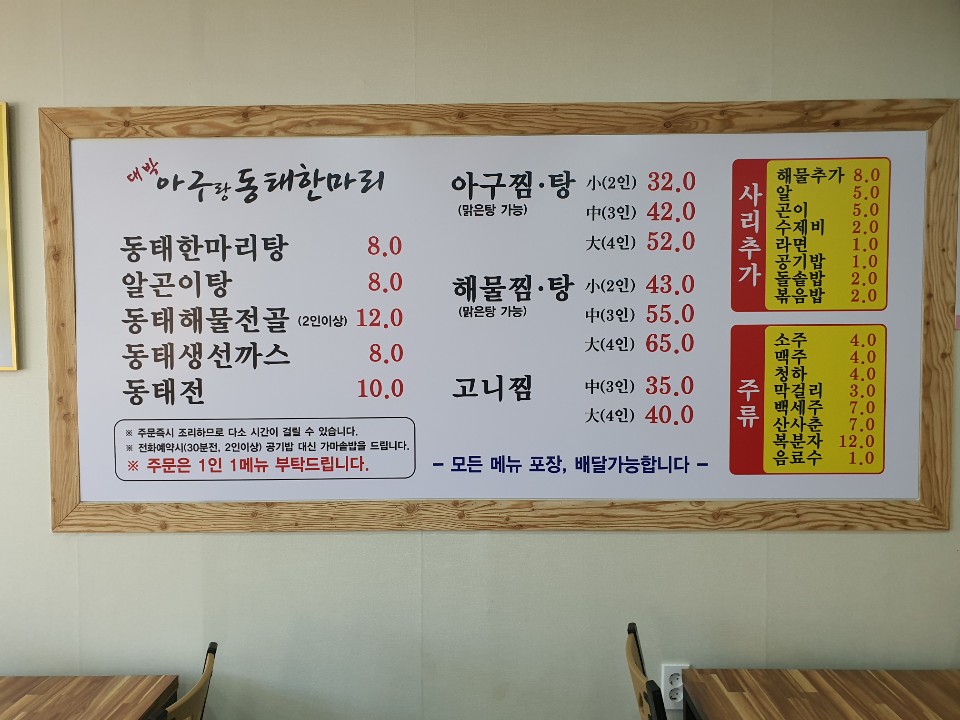 대박 아구랑 동태한마리
동태한마리탕 8.0
알곤이탕 8.0
동태해물전골 (2인이상) 12.0
동태생선까스 8.0
동태전 10.0
※ 주문즉시 조리하므로 다소 시간이 걸릴 수 있습니다.
※ 전화예약시(30분전, 2인이상) 공기밥 대신 가마솥밥을 드립니다.
※ 주문은 1인 1메뉴 부탁드립니다.
아구찜·탕 小(2인) 32.0
(맑은탕 가능) 中(3인) 42.0
大(4인) 52.0
해물찜·탕 小(2인) 43.0
(맑은탕 가능) 中(3인) 55.0
大(4인) 65.0
고니찜 中(3인) 35.0
大(4인) 40.0
- 모든 메뉴 포장, 배달가능합니다 -
사리추가
해물추가 8.0
알 5.0
곤이 5.0
수제비 2.0
라면 1.0
공기밥 1.0
돌솥밥 2.0
볶음밥 2.0
주류
소주 4.0
맥주 4.0
청하 4.0
막걸리 3.0
백세주 7.0
산사춘 7.0
복분자 12.0
음료수 1.0